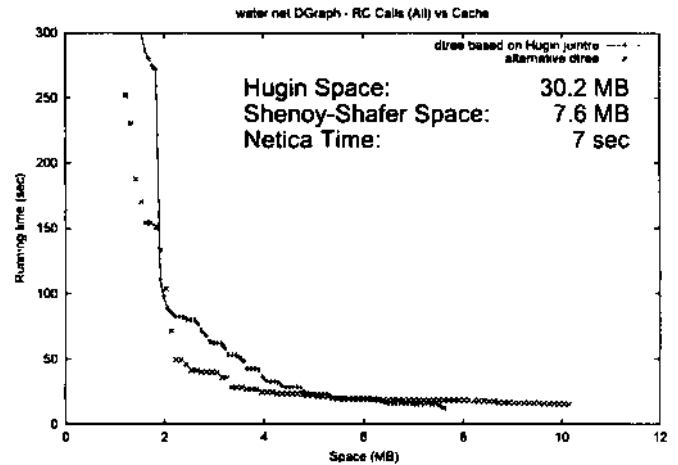 water net DGraph - RC Calls (All) vs Cache
300
250
200
150
100
50
0
Running time (sec)
dtree based on Hugin jointre
alternative dtree
Hugin Space: 30.2 MB
Shenoy-Shafer Space: 7.6 MB
Netica Time: 7 sec
0 2 4 6 8 10 12
Space (MB)